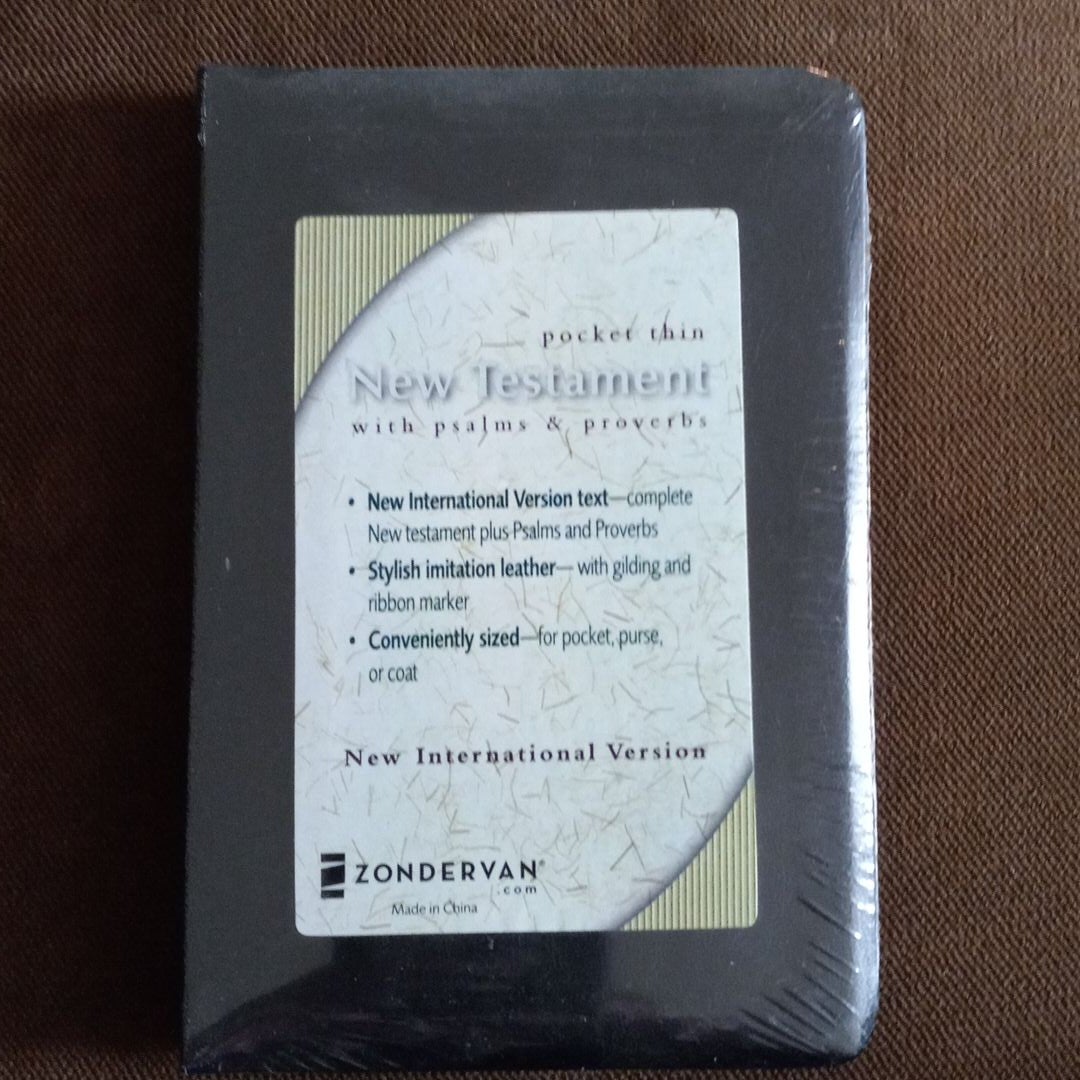 pocket thin
New Testament
with psalms & proverbs
• New International Version text—complete
New testament plus Psalms and Proverbs
• Stylish imitation leather— with gilding and
ribbon marker
• Conveniently sized—for pocket, purse,
or coat
New International Version
ZONDERVAN®
.com
Made in China